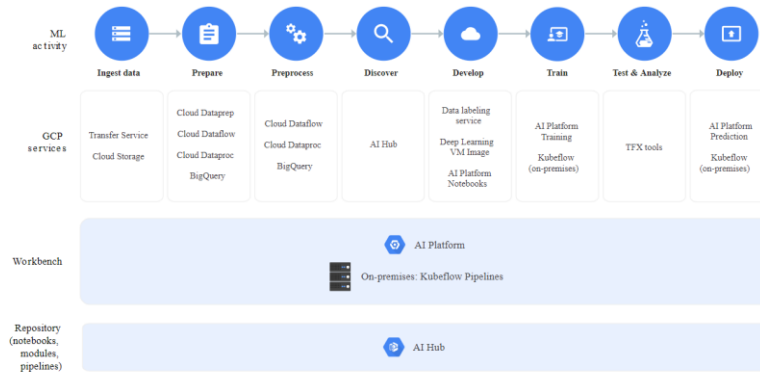 ML
activity
Ingest data
Prepare
Preprocess
Discover
Develop
Train
Test & Analyze
Deploy
GCP
services
Transfer Service
Cloud Storage
Cloud Dataprep
Cloud Dataflow
Cloud Dataproc
BigQuery
Cloud Dataflow
Cloud Dataproc
BigQuery
AI Hub
Data labeling
service
Deep Learning
VM Image
AI Platform
Notebooks
AI Platform
Training
Kubeflow
(on-premises)
TFX tools
AI Platform
Prediction
Kubeflow
(on-premises)
Workbench
AI Platform
On-premises: Kubeflow Pipelines
Repository
(notebooks,
modules,
pipelines)
AI Hub